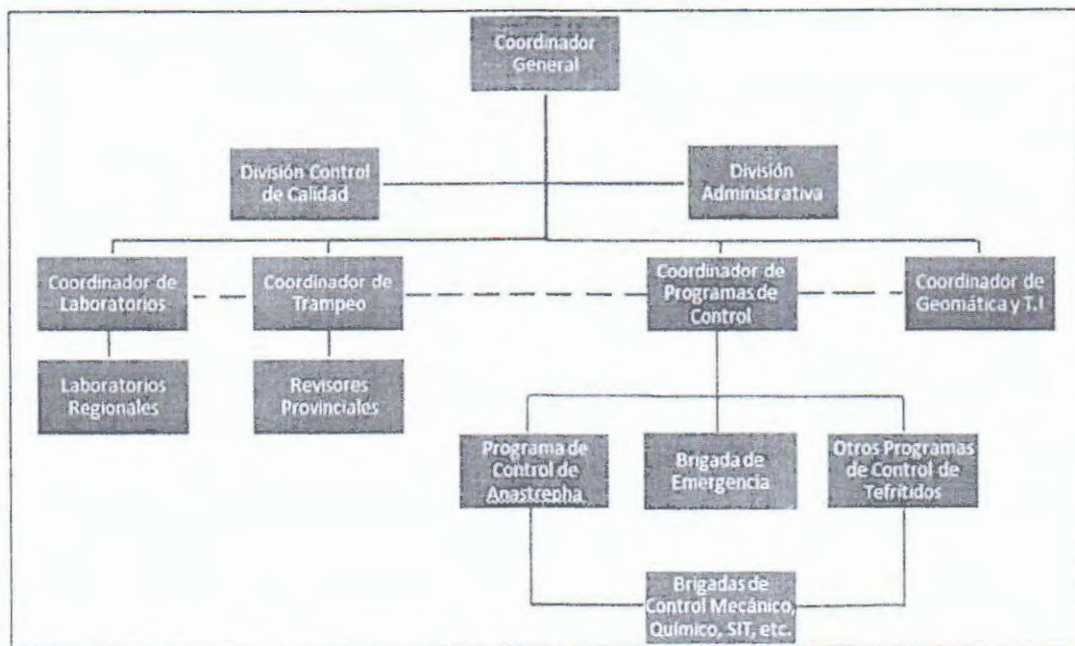 Coordinador
General
División Control
de Calidad
División
Administrativa
Coordinador de
Laboratorios
Coordinador de
Trampeo
Coordinador de
Programas de
Control
Coordinador de
Geomática y T.I
Laboratorios
Regionales
Revisores
Provinciales
Programa de
Control de
Anastrepha
Brigada de
Emergencia
Otros Programas
de Control de
Tefritidos
Brigadas de
Control Mecánico,
Químico, SIT, etc.